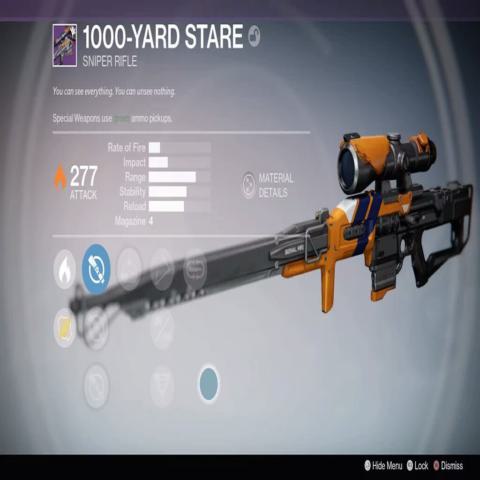 1000-YARD STARE
SNIPER RIFLE
You can see everything. You can unsee nothing.
Special Weapons use green ammo pickups.
277
ATTACK
Rate of Fire
Impact
Range
Stability
Reload
Magazine 4
MATERIAL
DETAILS
Hide Menu Lock Dismiss